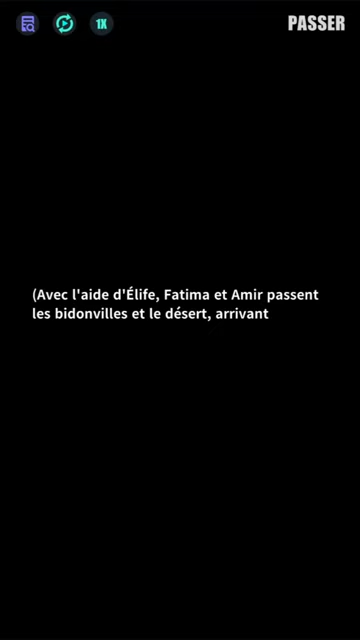 1X
PASSER
(Avec l'aide d'Élife, Fatima et Amir passent
les bidonvilles et le désert, arrivant